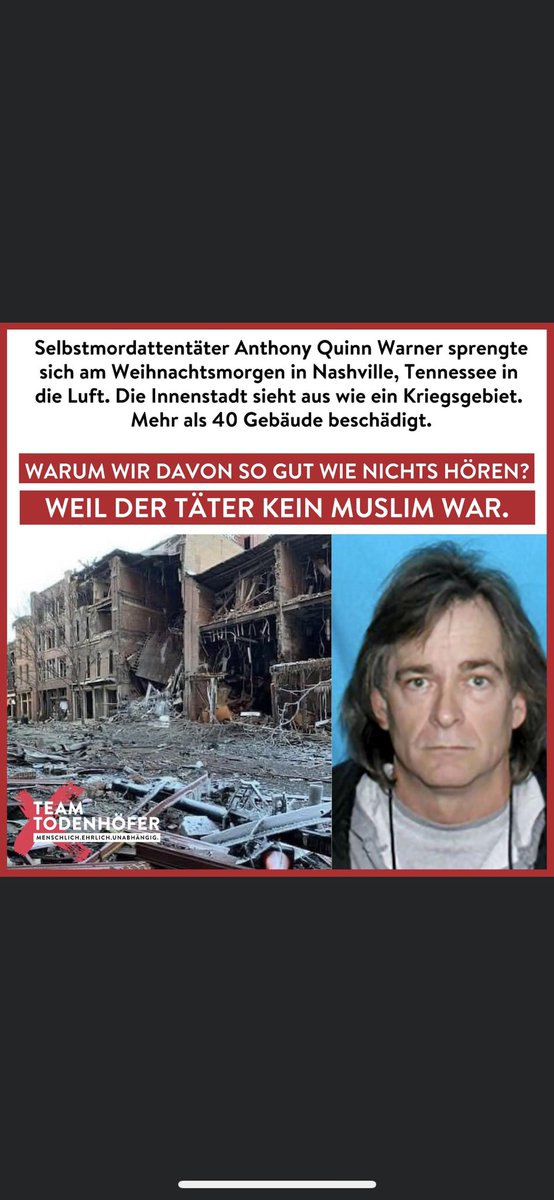 Selbstmordattentäter Anthony Quinn Warner sprengte
sich am Weihnachtsmorgen in Nashville, Tennessee in
die Luft. Die Innenstadt sieht aus wie ein Kriegsgebiet.
Mehr als 40 Gebäude beschädigt.
WARUM WIR DAVON SO GUT WIE NICHTS HÖREN?
WEIL DER TÄTER KEIN MUSLIM WAR.
TEAM
TODENHÖFER
MENSCHLICH.EHRLICH.UNABHÄNGIG.